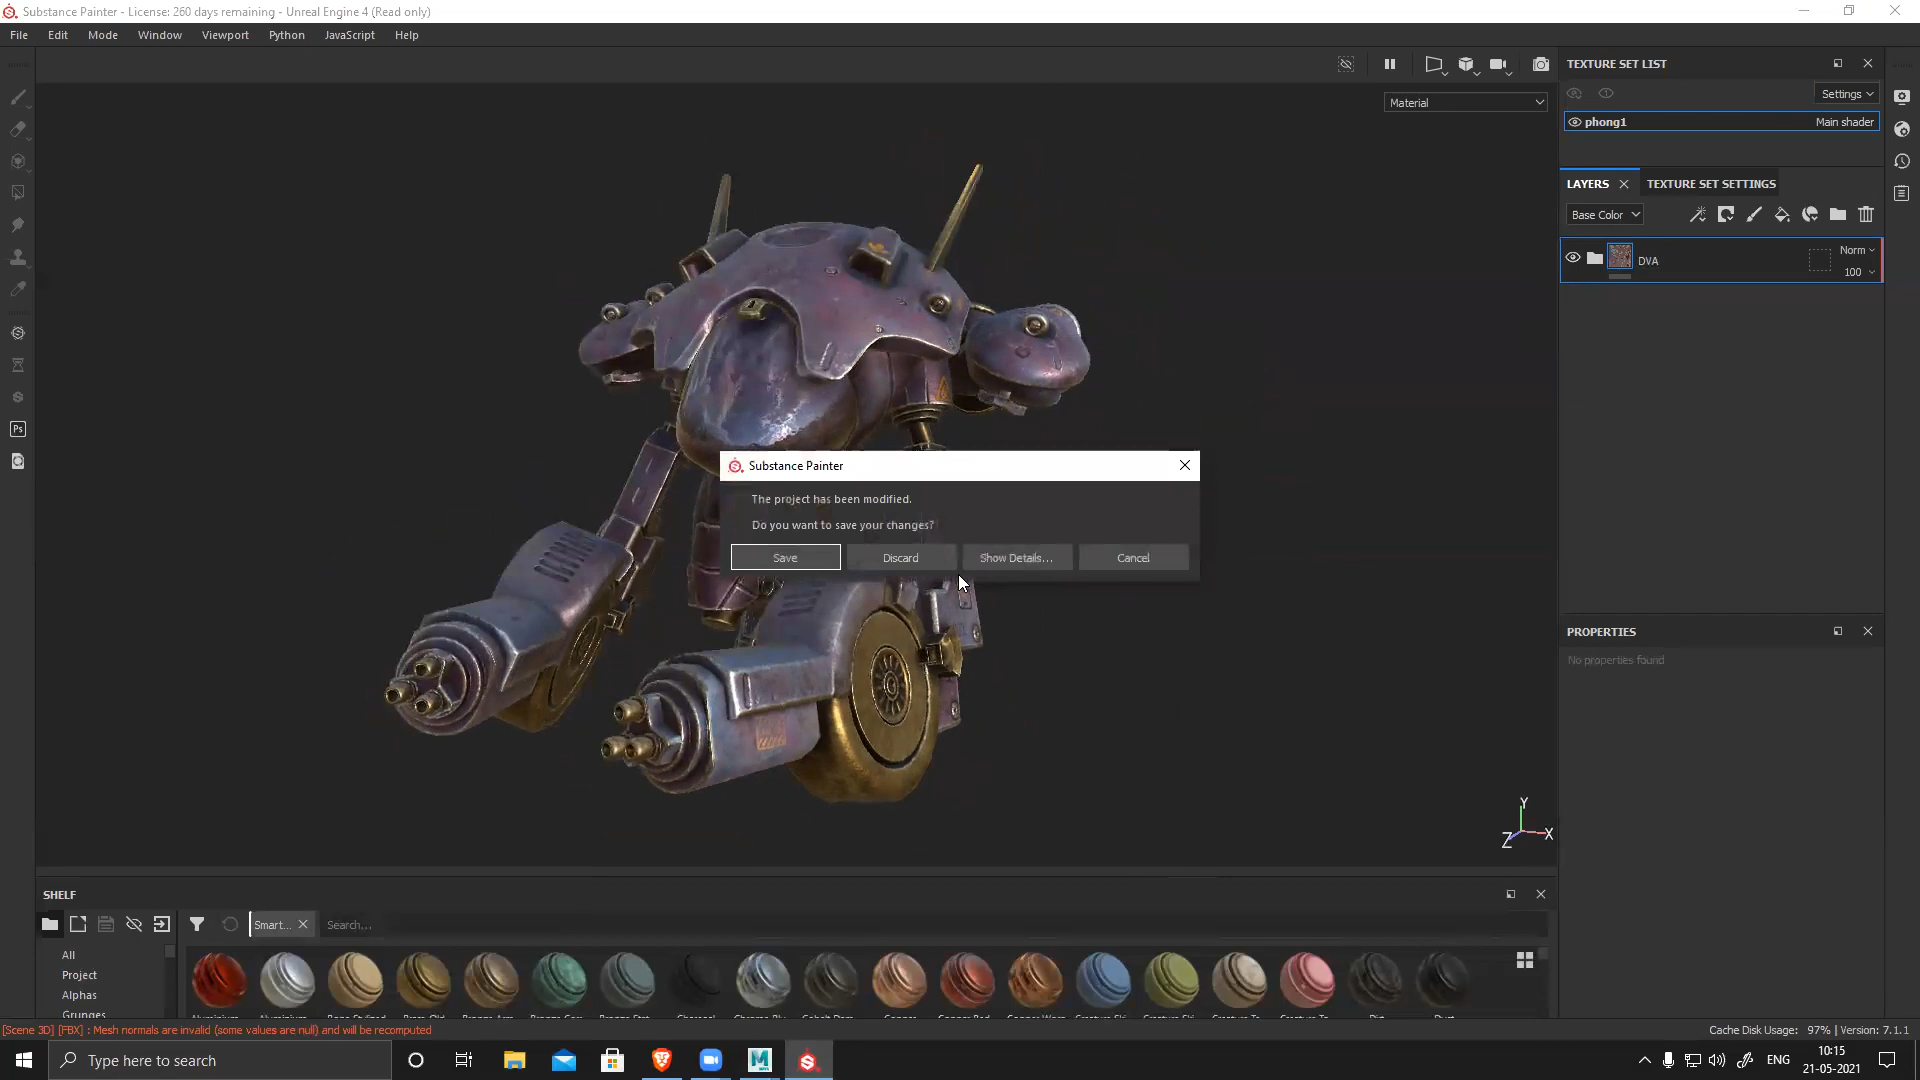 Substance Painter - License: 260 days remaining - Unreal Engine 4 (Read only)
File Edit Mode Window Viewport Python JavaScript Help
TEXTURE SET LIST
Material
Settings
phong1 Main shader
LAYERS TEXTURE SET SETTINGS
Base Color
DVA Norm
100
Substance Painter
The project has been modified.
Do you want to save your changes?
Save Discard Show Details... Cancel
PROPERTIES
No properties found
Ps
Y
X
Z
SHELF
Smart... Search...
All
Project
Alphas
Grunges
[Scene 3D] [FBX] : Mesh normals are invalid (some values are null) and will be recomputed
Cache Disk Usage: 97% | Version: 7.1.1
Type here to search
ENG
10:15
21-05-2021